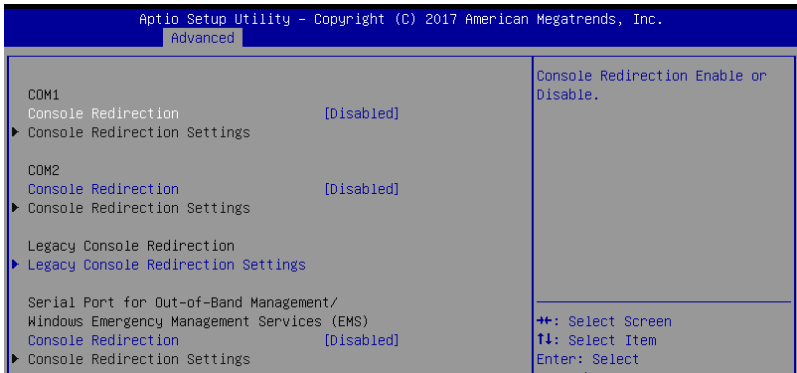 Aptio Setup Utility – Copyright (C) 2017 American Megatrends, Inc.
Advanced
COM1
Console Redirection [Disabled]
Console Redirection Settings
COM2
Console Redirection [Disabled]
Console Redirection Settings
Legacy Console Redirection
Legacy Console Redirection Settings
Serial Port for Out-of-Band Management/
Windows Emergency Management Services (EMS)
Console Redirection [Disabled]
Console Redirection Settings
Console Redirection Enable or
Disable.
→←: Select Screen
↑↓: Select Item
Enter: Select